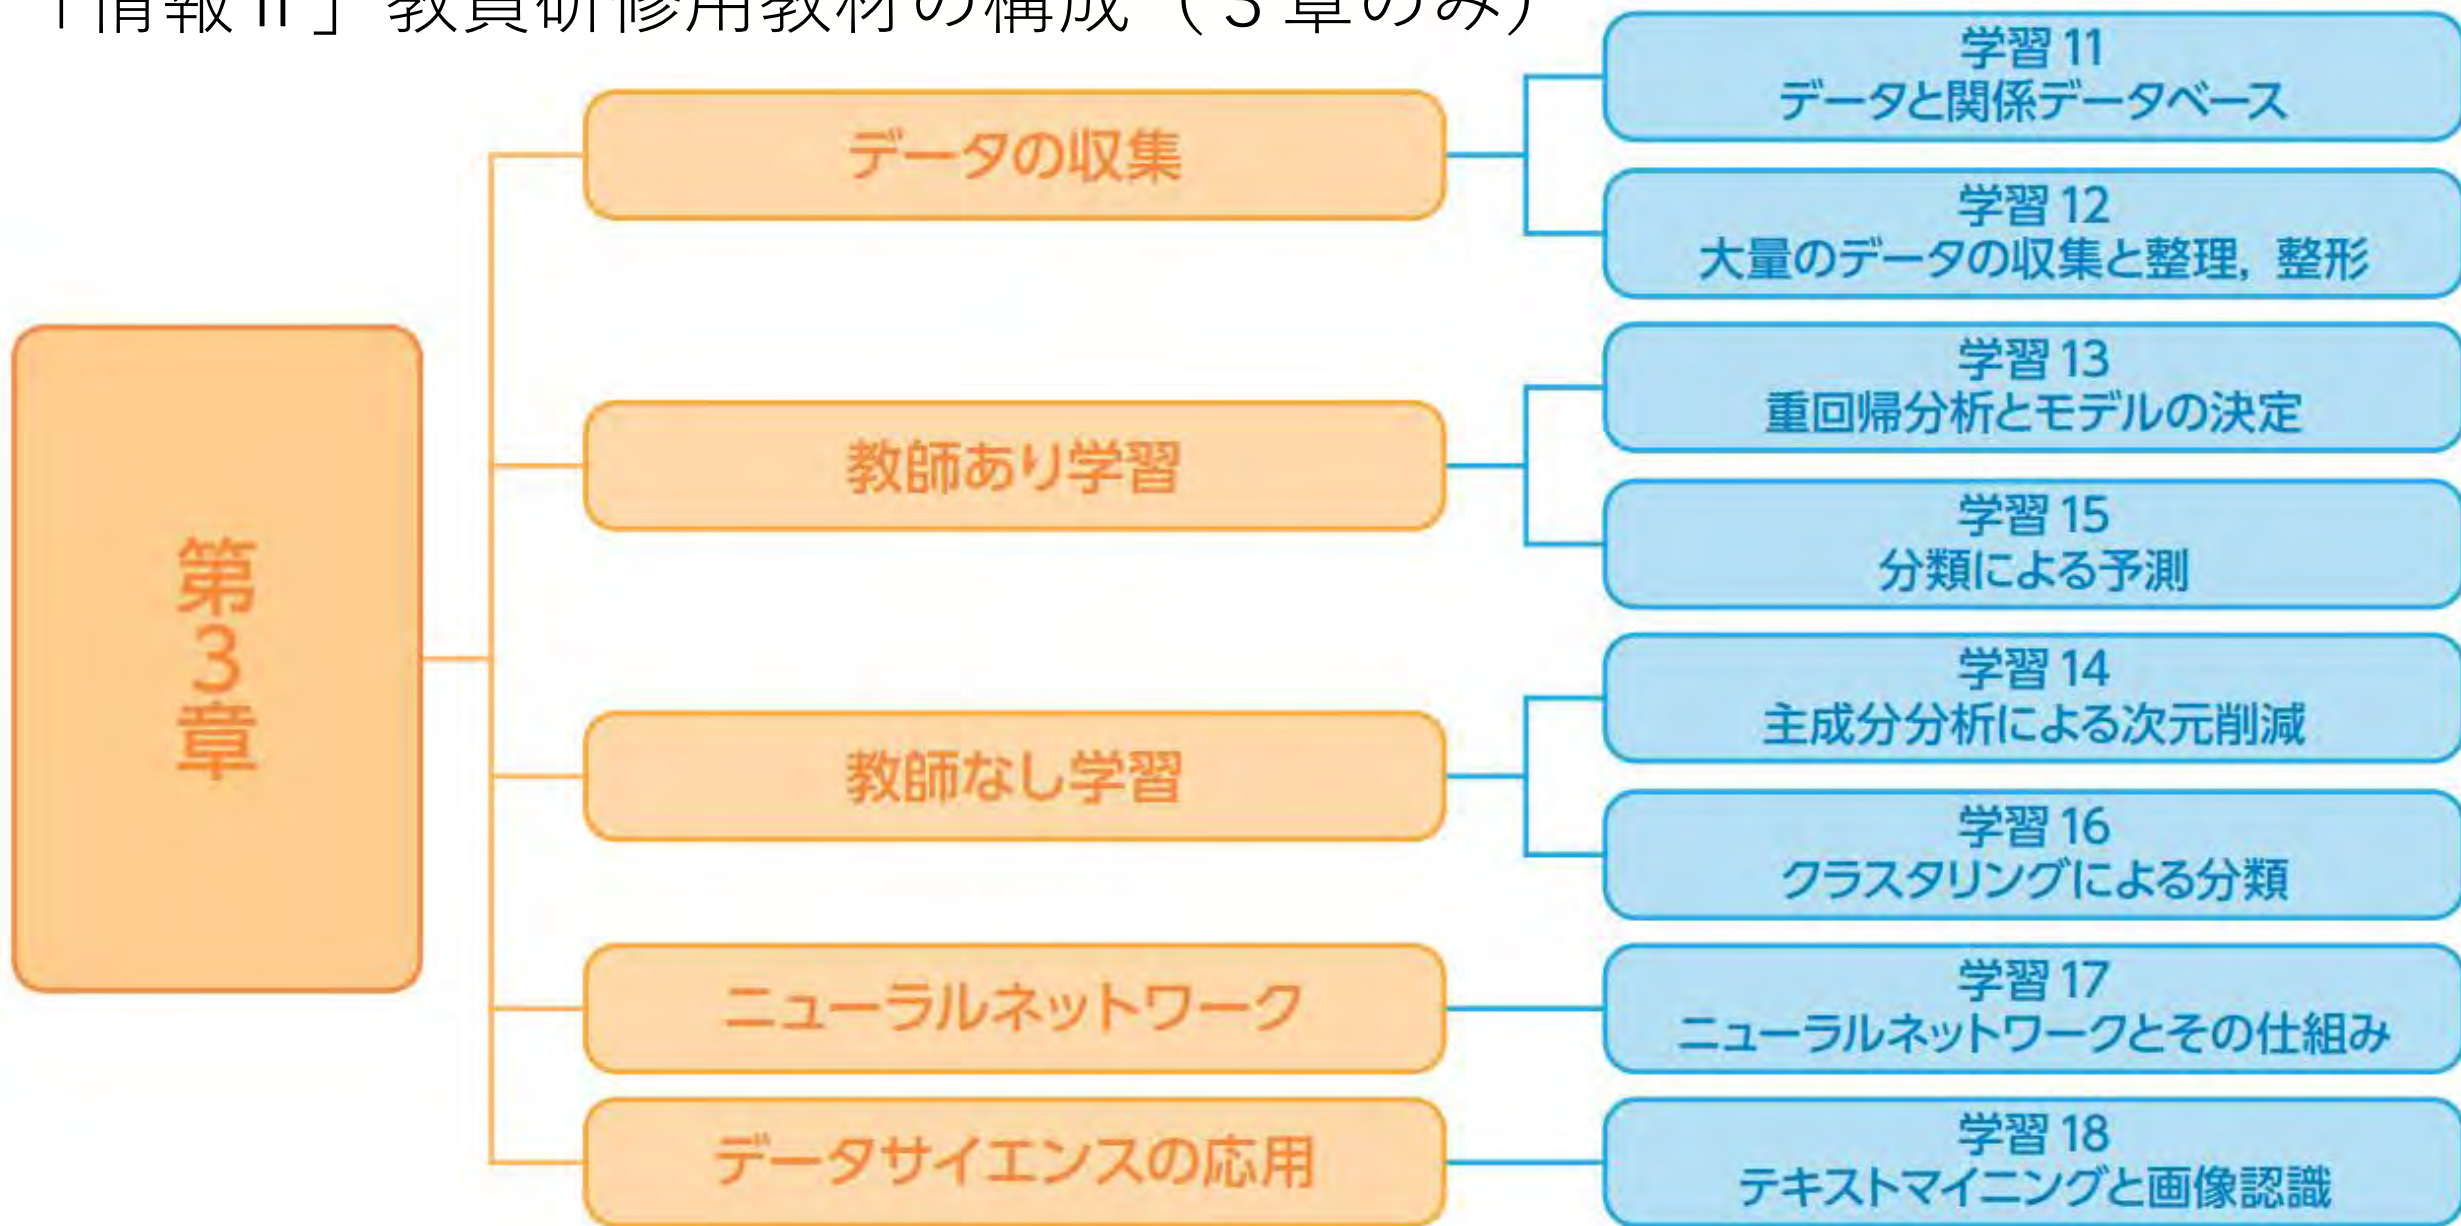 「情報Ⅱ」教員研修用教材の構成（３章のみ）
第3章
データの収集
学習 11
データと関係データベース
学習 12
大量のデータの収集と整理, 整形
教師あり学習
学習 13
重回帰分析とモデルの決定
学習 15
分類による予測
教師なし学習
学習 14
主成分分析による次元削減
学習 16
クラスタリングによる分類
ニューラルネットワーク
学習 17
ニューラルネットワークとその仕組み
データサイエンスの応用
学習 18
テキストマイニングと画像認識